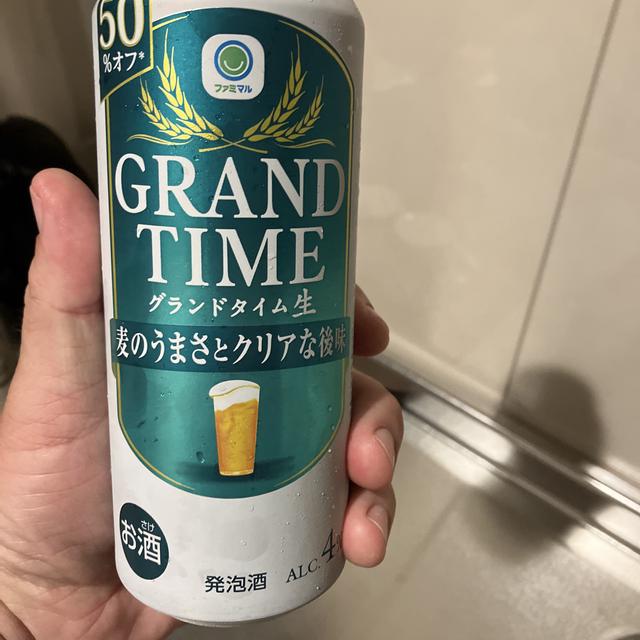 50
%オフ*
ファミマル
GRAND
TIME
グランドタイム生
麦のうまさとクリアな後味
さけ
お酒
発泡酒
ALC. 4%